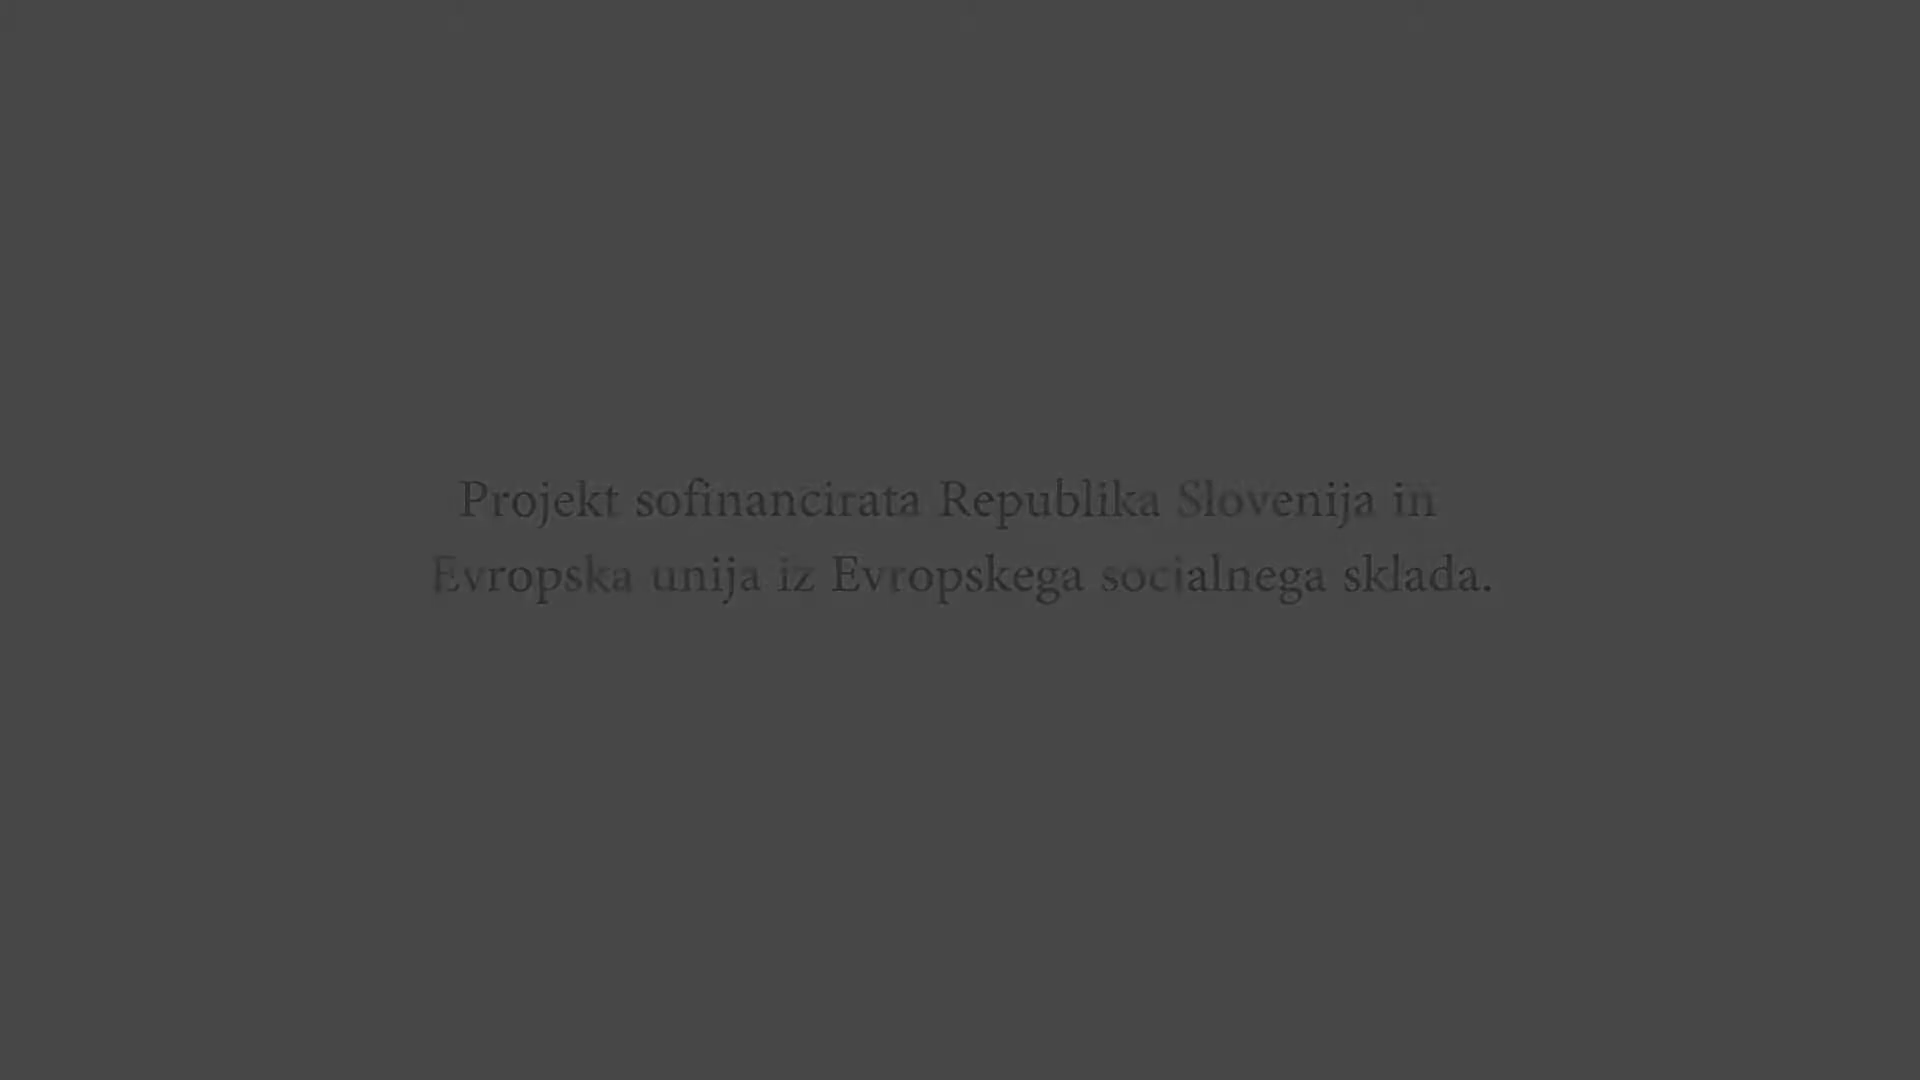 Projekt sofinancirata Republika Slovenija in
Evropska unija iz Evropskega socialnega sklada.